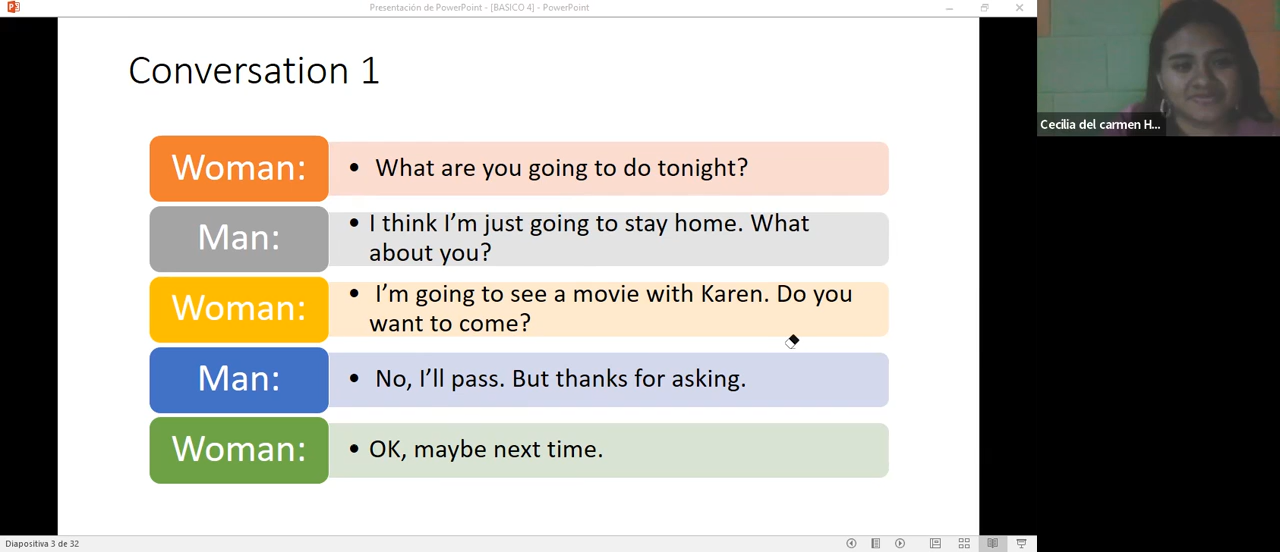 Presentación de PowerPoint - [BASICO 4] - PowerPoint
Conversation 1
Woman:
• What are you going to do tonight?
Man:
• I think I’m just going to stay home. What
about you?
Woman:
• I’m going to see a movie with Karen. Do you
want to come?
Man:
• No, I’ll pass. But thanks for asking.
Woman:
• OK, maybe next time.
Cecilia del carmen H...
Diapositiva 3 de 32